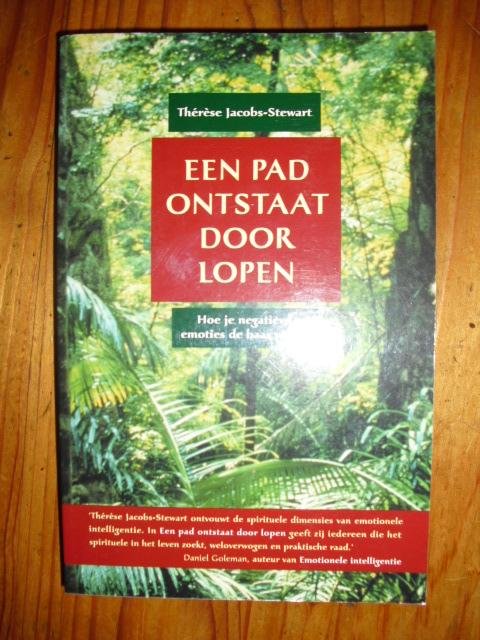 Thérèse Jacobs-Stewart
EEN PAD
ONTSTAAT
DOOR
LOPEN
Hoe je
emoties de baas
'Thérèse Jacobs-Stewart ontvouwt de spirituele dimensies van emotionele
intelligentie. In Een pad ontstaat door lopen geeft zij iedereen die het
spirituele in het leven zoekt, weloverwogen en praktische raad.'
Daniel Goleman, auteur van Emotionele intelligentie